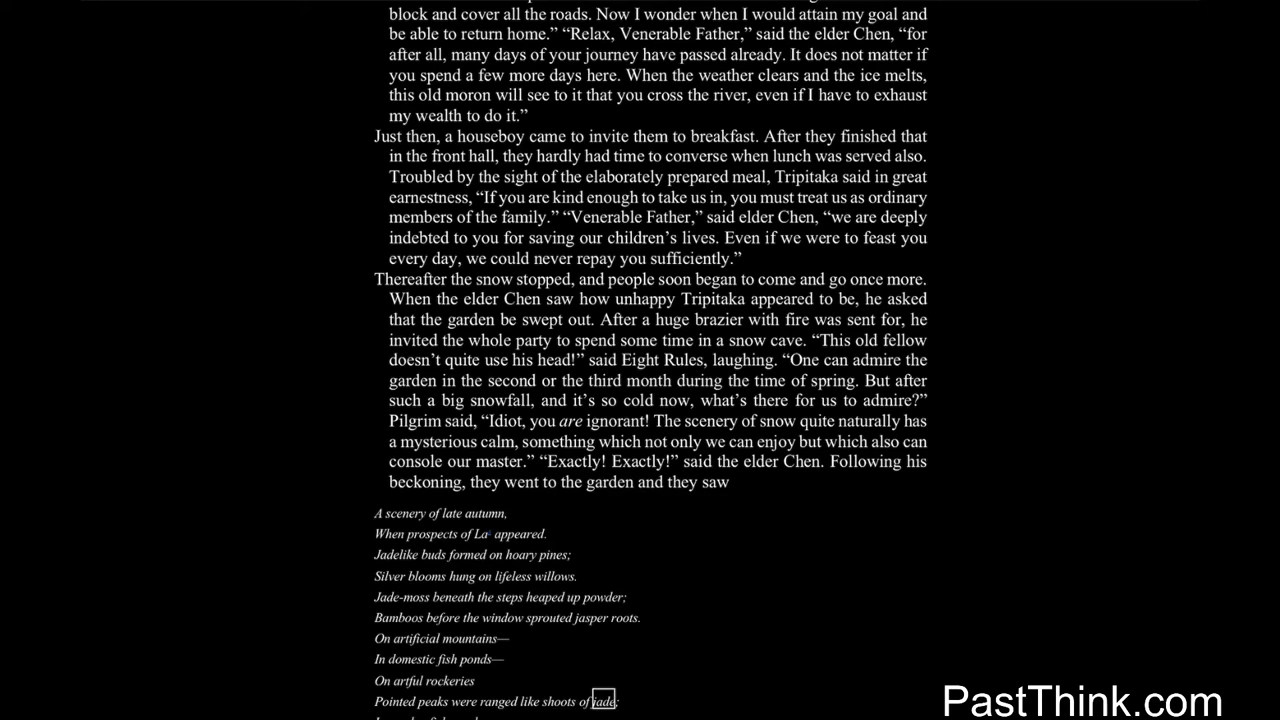 block and cover all the roads. Now I wonder when I would attain my goal and
be able to return home.” “Relax, Venerable Father,” said the elder Chen, “for
after all, many days of your journey have passed already. It does not matter if
you spend a few more days here. When the weather clears and the ice melts,
this old moron will see to it that you cross the river, even if I have to exhaust
my wealth to do it.”
Just then, a houseboy came to invite them to breakfast. After they finished that
in the front hall, they hardly had time to converse when lunch was served also.
Troubled by the sight of the elaborately prepared meal, Tripitaka said in great
earnestness, “If you are kind enough to take us in, you must treat us as ordinary
members of the family.” “Venerable Father,” said elder Chen, “we are deeply
indebted to you for saving our children’s lives. Even if we were to feast you
every day, we could never repay you sufficiently.”
Thereafter the snow stopped, and people soon began to come and go once more.
When the elder Chen saw how unhappy Tripitaka appeared to be, he asked
that the garden be swept out. After a huge brazier with fire was sent for, he
invited the whole party to spend some time in a snow cave. “This old fellow
doesn’t quite use his head!” said Eight Rules, laughing. “One can admire the
garden in the second or the third month during the time of spring. But after
such a big snowfall, and it’s so cold now, what’s there for us to admire?”
Pilgrim said, “Idiot, you are ignorant! The scenery of snow quite naturally has
a mysterious calm, something which not only we can enjoy but which also can
console our master.” “Exactly! Exactly!” said the elder Chen. Following his
beckoning, they went to the garden and they saw
A scenery of late autumn,
When prospects of La appeared.
Jadelike buds formed on hoary pines;
Silver blooms hung on lifeless willows.
Jade-moss beneath the steps heaped up powder;
Bamboos before the window sprouted jasper roots.
On artificial mountains—
In domestic fish ponds—
On artful rockeries
Pointed peaks were ranged like shoots of jade;
PastThink.com